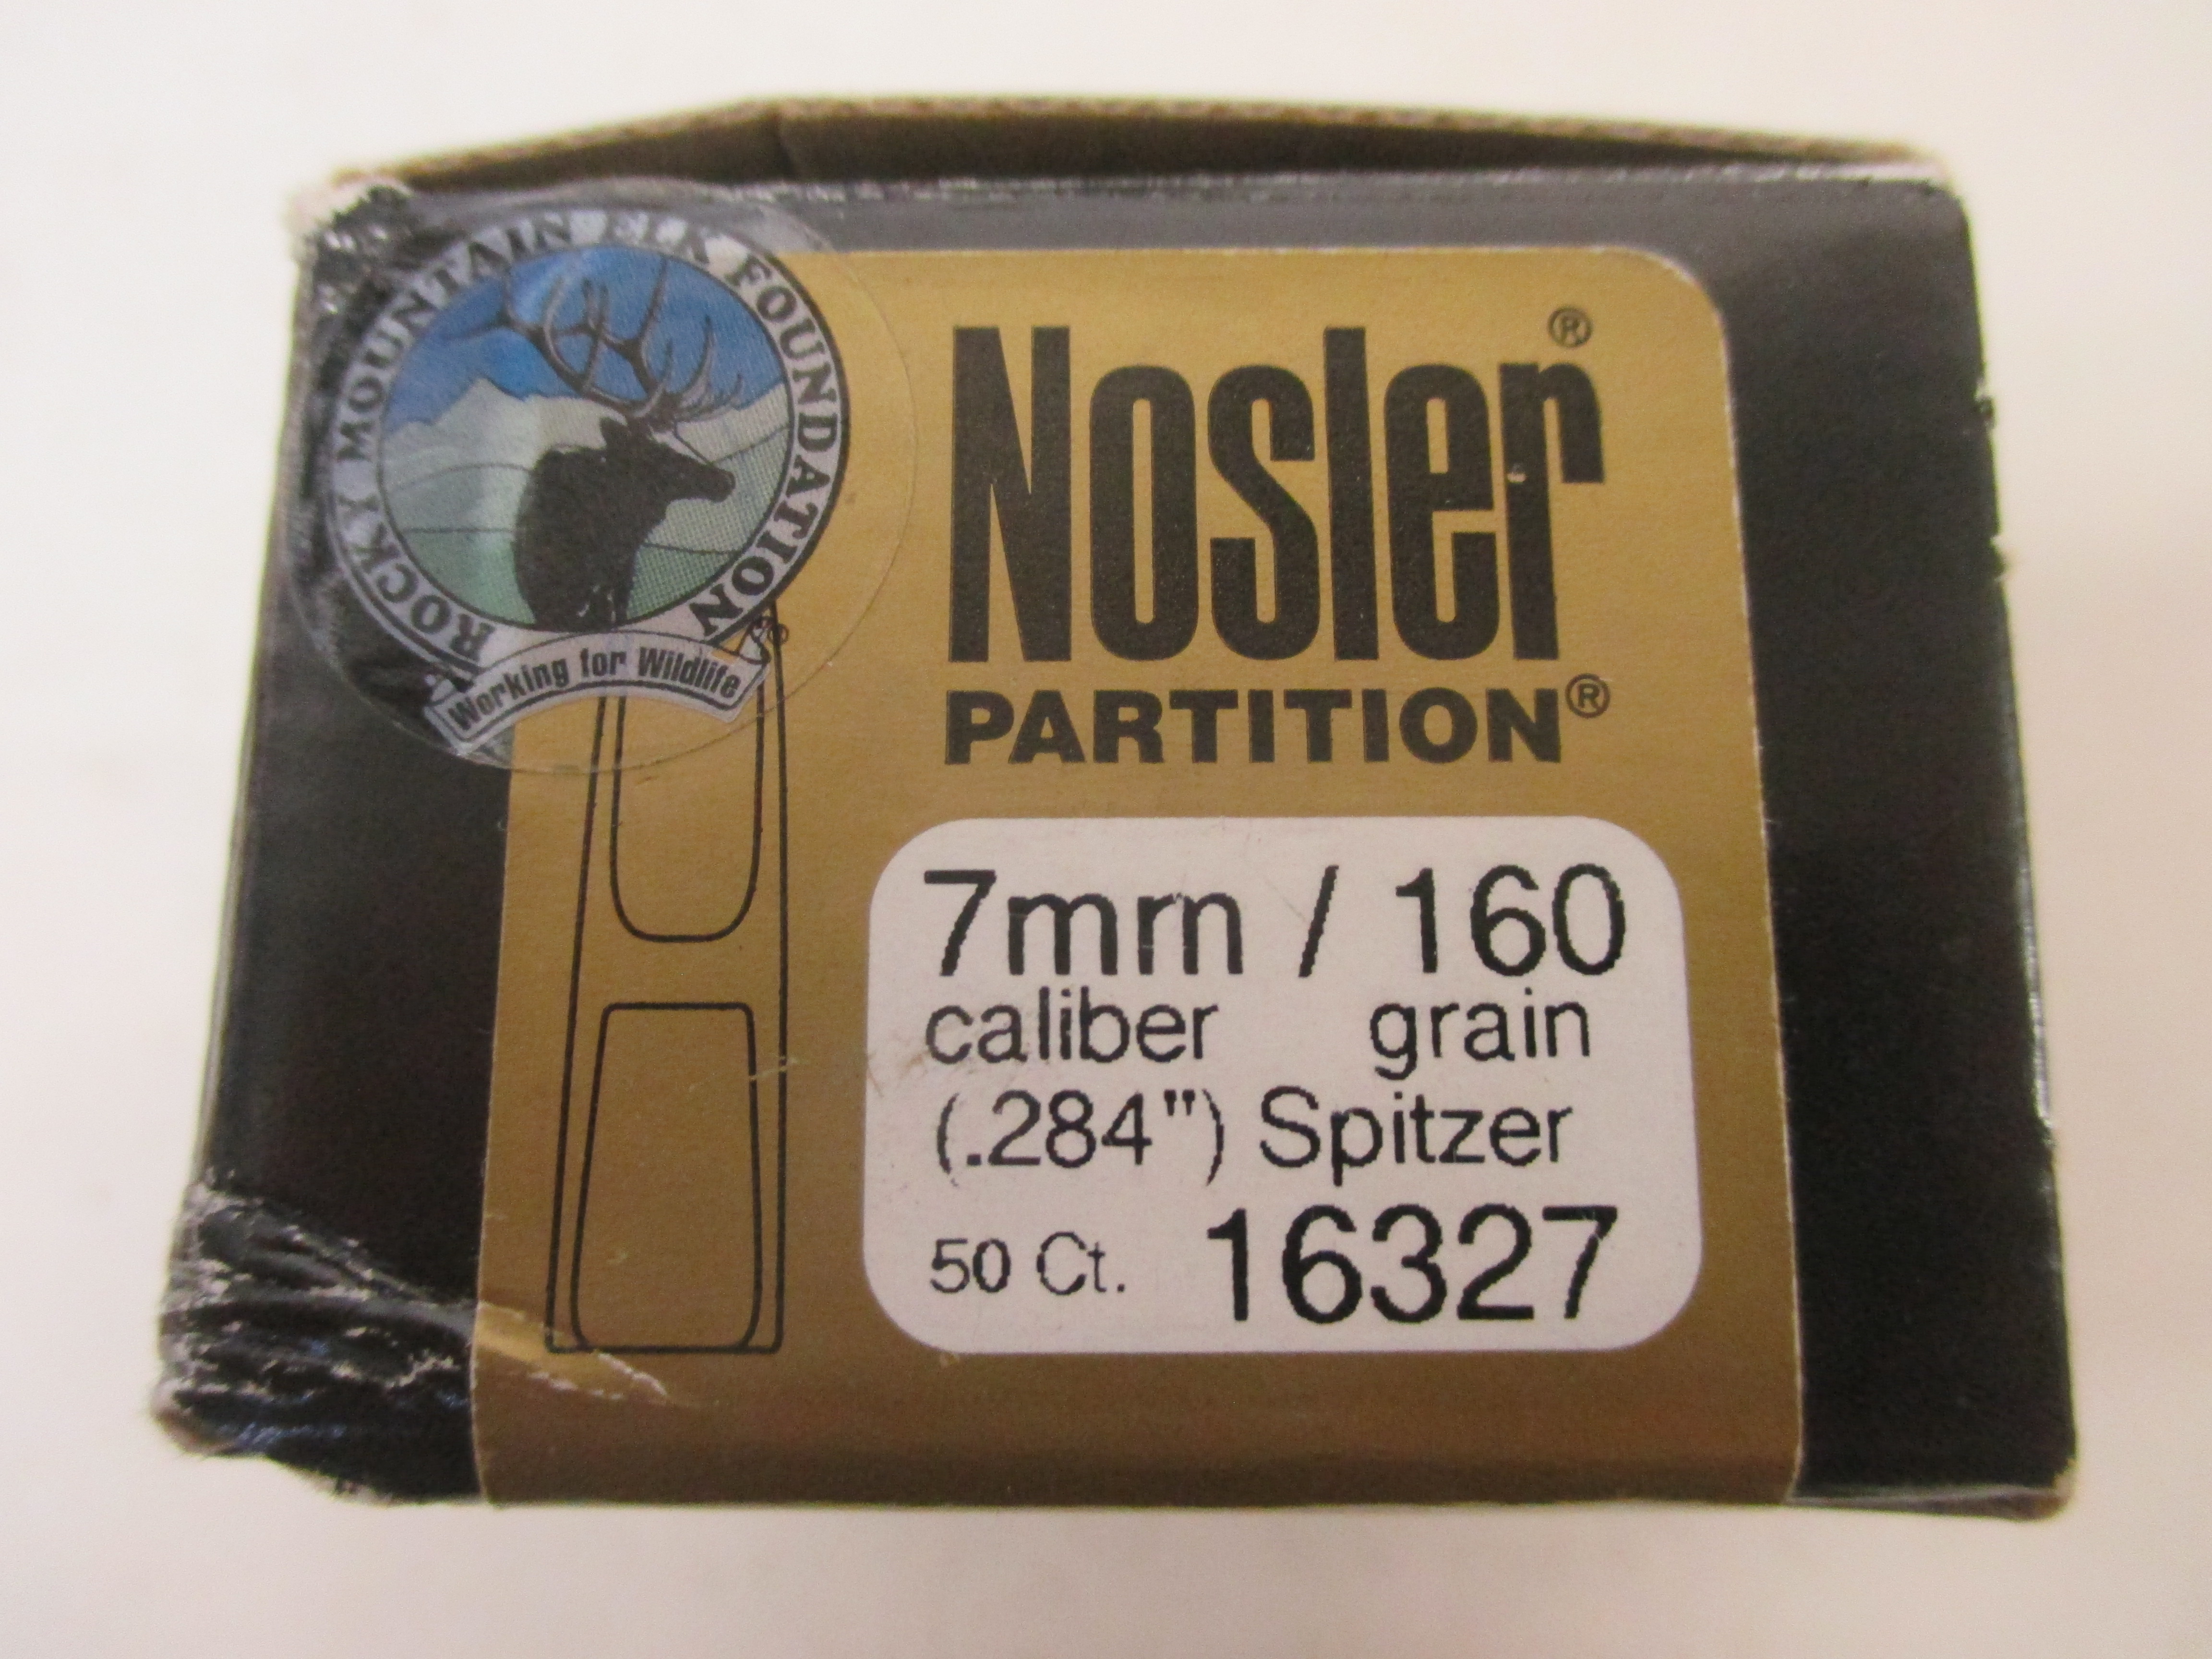 ROCKY MOUNTAIN ELK FOUNDATION
Working for Wildlife
Nosler®
PARTITION®
7mm / 160
caliber grain
(.284") Spitzer
50 Ct. 16327